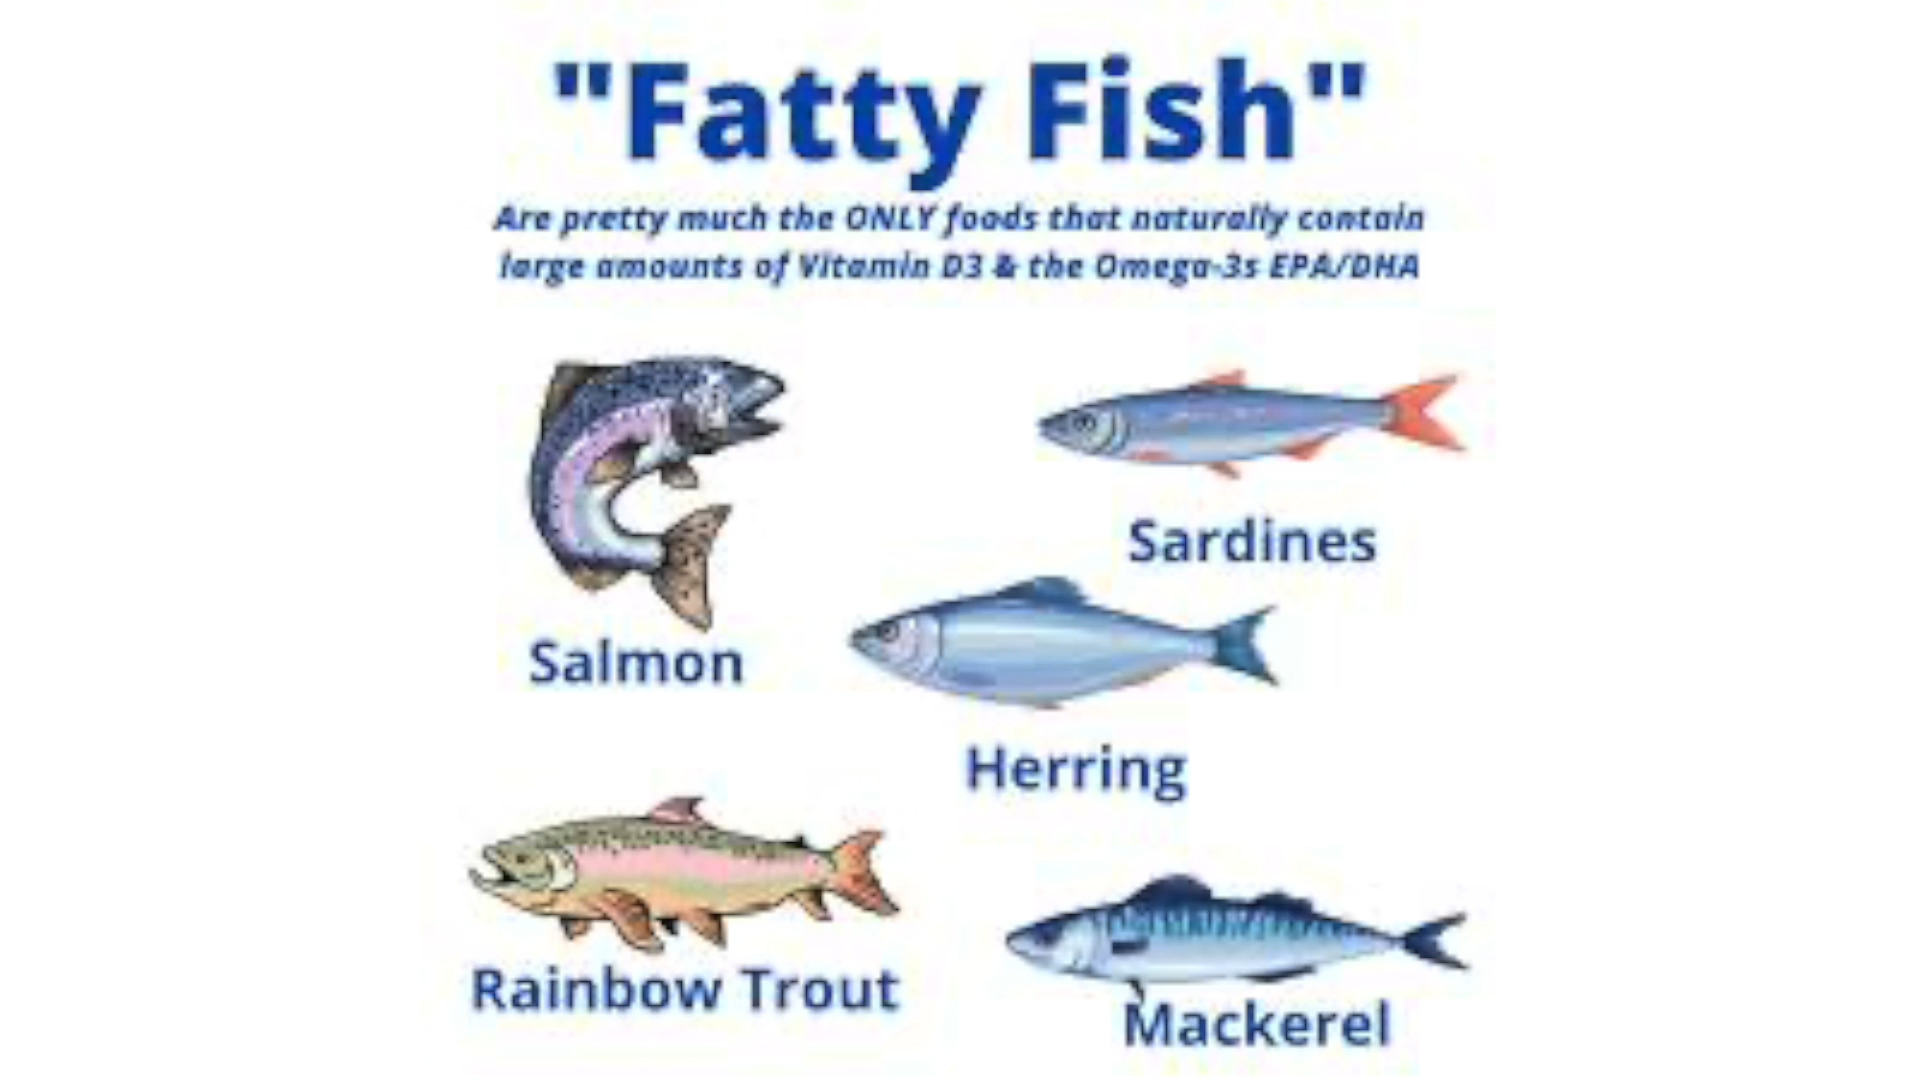 "Fatty Fish"
Are pretty much the ONLY foods that naturally contain
large amounts of Vitamin D3 & the Omega-3s EPA/DHA
Sardines
Salmon
Herring
Rainbow Trout
Mackerel